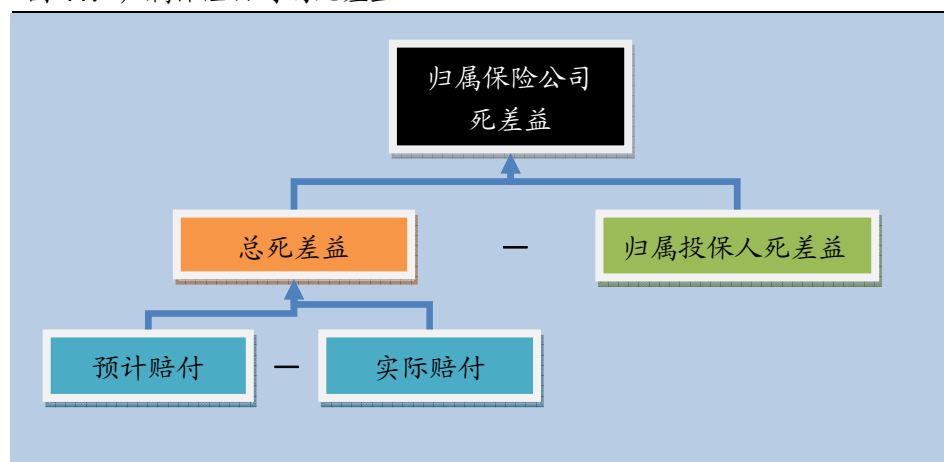 归属保险公司
死差益
总死差益
—
归属投保人死差益
预计赔付
—
实际赔付